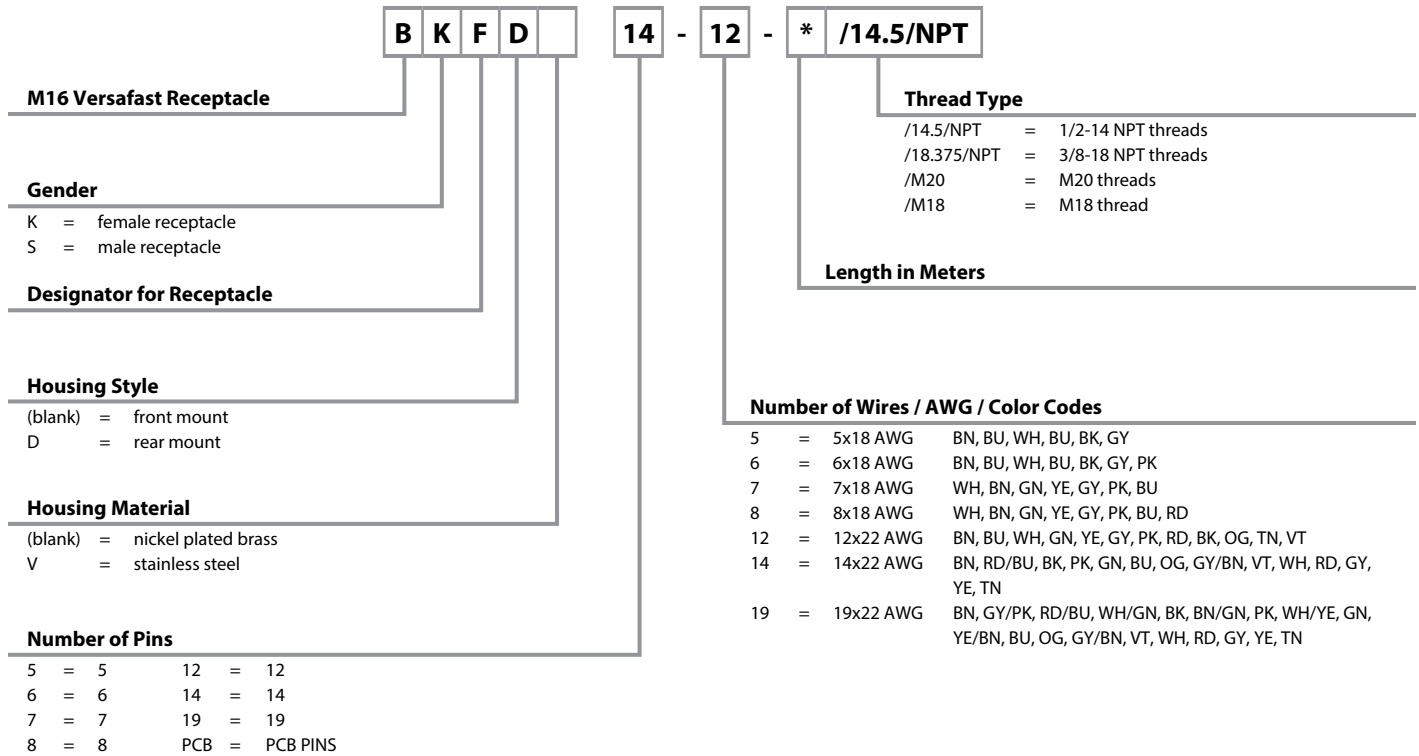 B K F D 14 - 12 - * /14.5/NPT
M16 Versafast Receptacle
Gender
K = female receptacle
S = male receptacle
Designator for Receptacle
Housing Style
(blank) = front mount
D = rear mount
Housing Material
(blank) = nickel plated brass
V = stainless steel
Number of Pins
5 = 5 12 = 12
6 = 6 14 = 14
7 = 7 19 = 19
8 = 8 PCB = PCB PINS
Thread Type
/14.5/NPT = 1/2-14 NPT threads
/18.375/NPT = 3/8-18 NPT threads
/M20 = M20 threads
/M18 = M18 thread
Length in Meters
Number of Wires / AWG / Color Codes
5 = 5x18 AWG BN, BU, WH, BU, BK, GY
6 = 6x18 AWG BN, BU, WH, BU, BK, GY, PK
7 = 7x18 AWG WH, BN, GN, YE, GY, PK, BU
8 = 8x18 AWG WH, BN, GN, YE, GY, PK, BU, RD
12 = 12x22 AWG BN, BU, WH, GN, YE, GY, PK, RD, BK, OG, TN, VT
14 = 14x22 AWG BN, RD/BU, BK, PK, GN, BU, OG, GY/BN, VT, WH, RD, GY,
YE, TN
19 = 19x22 AWG BN, GY/PK, RD/BU, WH/GN, BK, BN/GN, PK, WH/YE, GN,
YE/BN, BU, OG, GY/BN, VT, WH, RD, GY, YE, TN